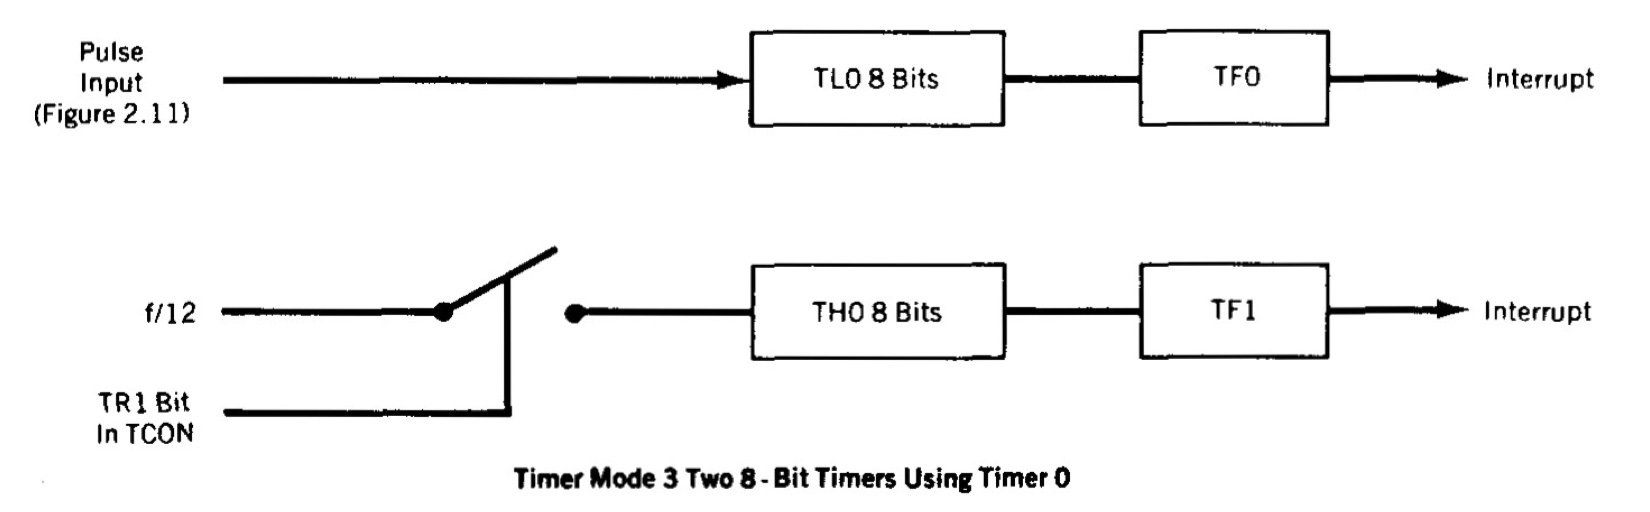 Pulse
Input
(Figure 2.11)
TL0 8 Bits
TF0
Interrupt
f/12
TH0 8 Bits
TF1
Interrupt
TR1 Bit
In TCON
Timer Mode 3 Two 8-Bit Timers Using Timer 0